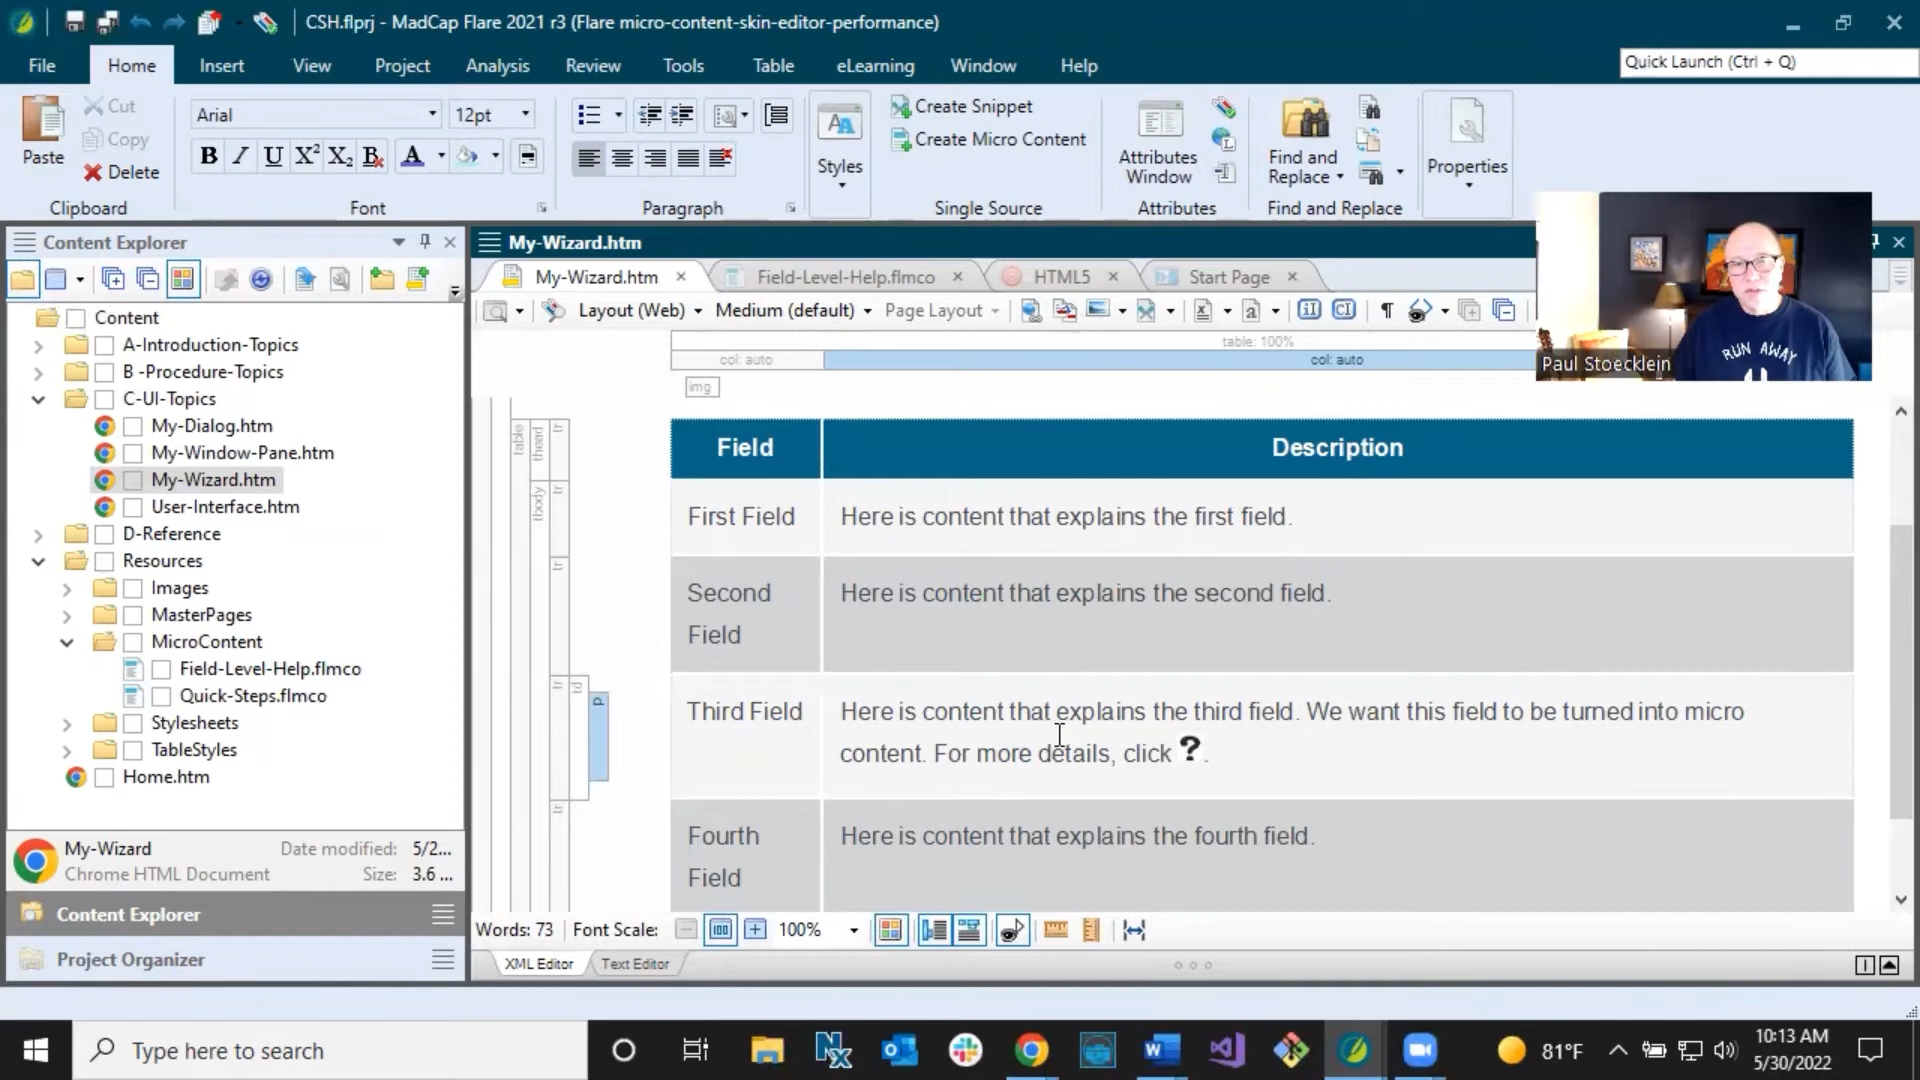 CSH.flprj - MadCap Flare 2021 r3 (Flare micro-content-skin-editor-performance)
File Home Insert View Project Analysis Review Tools Table eLearning Window Help
Quick Launch (Ctrl + Q)
Paste
Cut
Copy
Delete
Clipboard
Arial
12pt
Font
Paragraph
Styles
Create Snippet
Create Micro Content
Single Source
Attributes
Window
Attributes
Find and
Replace
Find and Replace
Properties
Content Explorer
Content
A-Introduction-Topics
B -Procedure-Topics
C-UI-Topics
My-Dialog.htm
My-Window-Pane.htm
My-Wizard.htm
User-Interface.htm
D-Reference
Resources
Images
MasterPages
MicroContent
Field-Level-Help.flmco
Quick-Steps.flmco
Stylesheets
TableStyles
Home.htm
My-Wizard Date modified: 5/2...
Chrome HTML Document Size: 3.6 ...
Content Explorer
Project Organizer
My-Wizard.htm
My-Wizard.htm Field-Level-Help.flmco HTML5 Start Page
Layout (Web) Medium (default) Page Layout
table: 100%
col: auto col: auto
img
table
thead
tr
tbody
tr
tr
tr
td
p
tr
Field Description
First Field Here is content that explains the first field.
Second
Field
Here is content that explains the second field.
Third Field Here is content that explains the third field. We want this field to be turned into micro
content. For more details, click ?.
Fourth
Field
Here is content that explains the fourth field.
RUN AWAY
Paul Stoecklein
Words: 73 Font Scale: 100 100%
XML Editor Text Editor
Type here to search
81°F
10:13 AM
5/30/2022